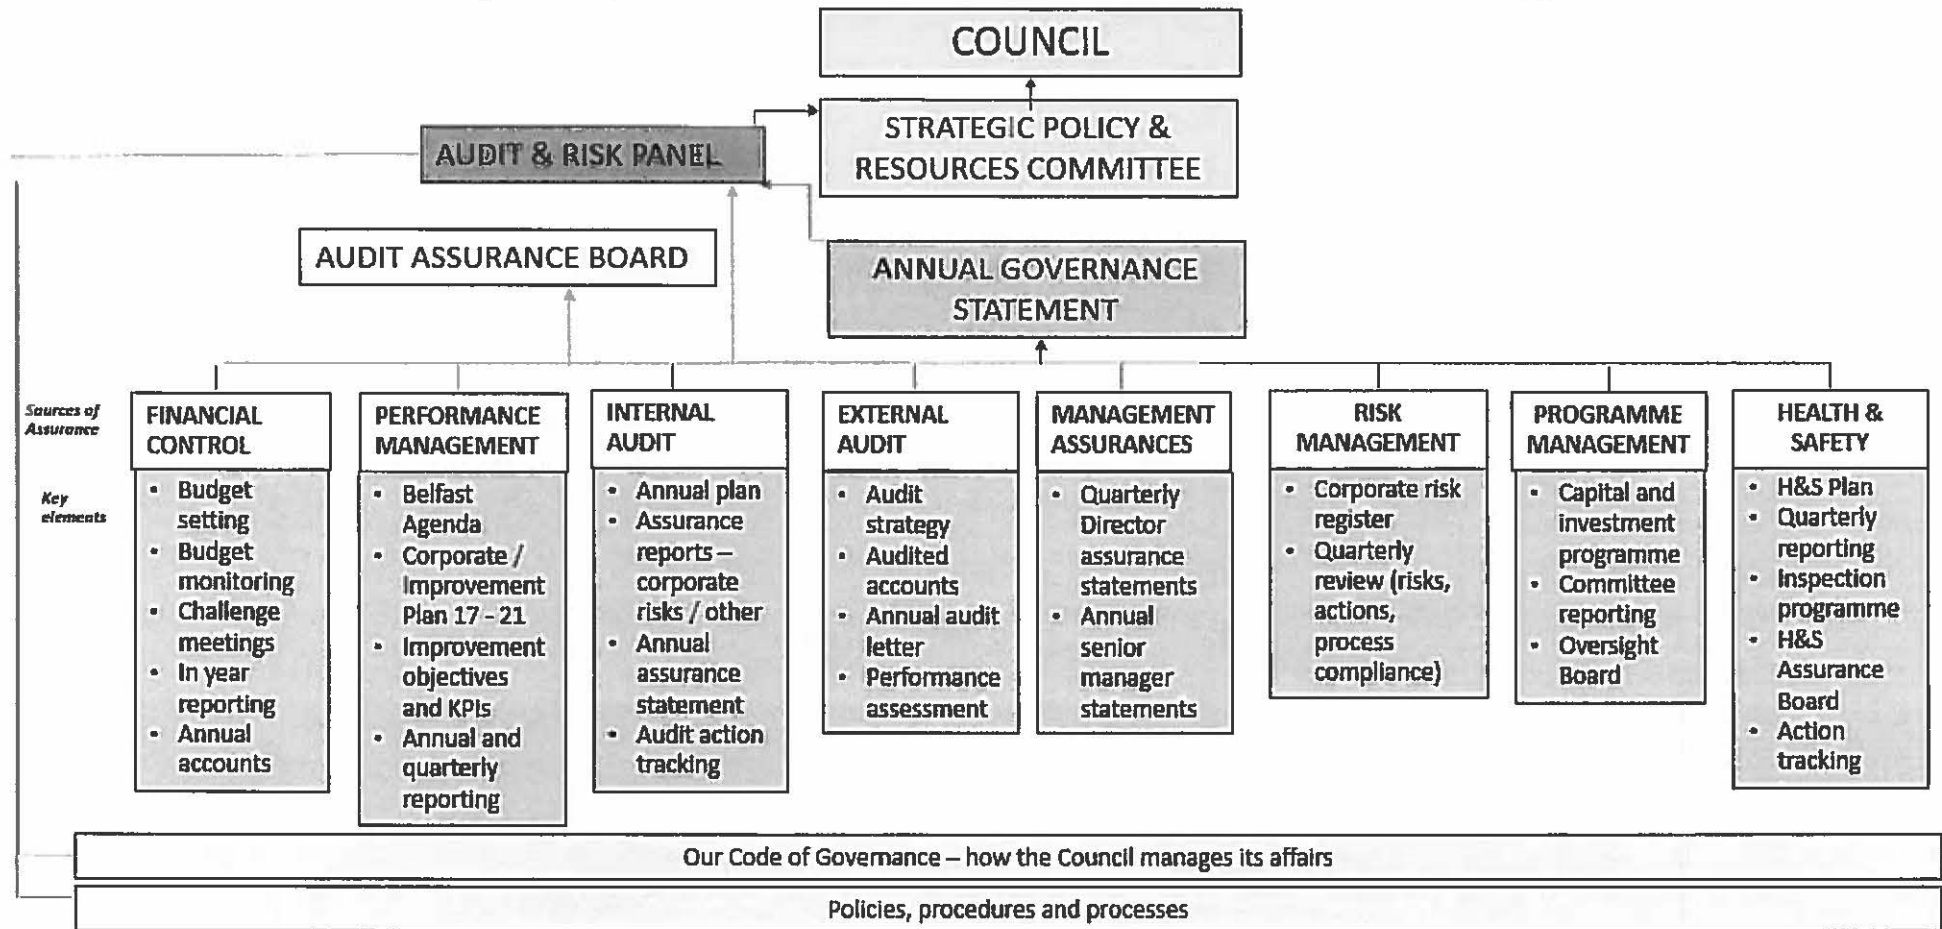 COUNCIL
STRATEGIC POLICY &
RESOURCES COMMITTEE
AUDIT & RISK PANEL
AUDIT ASSURANCE BOARD
ANNUAL GOVERNANCE
STATEMENT
Sources of
Assurance
Key
elements
FINANCIAL
CONTROL
• Budget
setting
• Budget
monitoring
• Challenge
meetings
• In year
reporting
• Annual
accounts
PERFORMANCE
MANAGEMENT
• Belfast
Agenda
• Corporate /
Improvement
Plan 17 - 21
• Improvement
objectives
and KPIs
• Annual and
quarterly
reporting
INTERNAL
AUDIT
• Annual plan
• Assurance
reports –
corporate
risks / other
• Annual
assurance
statement
• Audit action
tracking
EXTERNAL
AUDIT
• Audit
strategy
• Audited
accounts
• Annual audit
letter
• Performance
assessment
MANAGEMENT
ASSURANCES
• Quarterly
Director
assurance
statements
• Annual
senior
manager
statements
RISK
MANAGEMENT
• Corporate risk
register
• Quarterly
review (risks,
actions,
process
compliance)
PROGRAMME
MANAGEMENT
• Capital and
investment
programme
• Committee
reporting
• Oversight
Board
HEALTH &
SAFETY
• H&S Plan
• Quarterly
reporting
• Inspection
programme
• H&S
Assurance
Board
• Action
tracking
Our Code of Governance – how the Council manages its affairs
Policies, procedures and processes